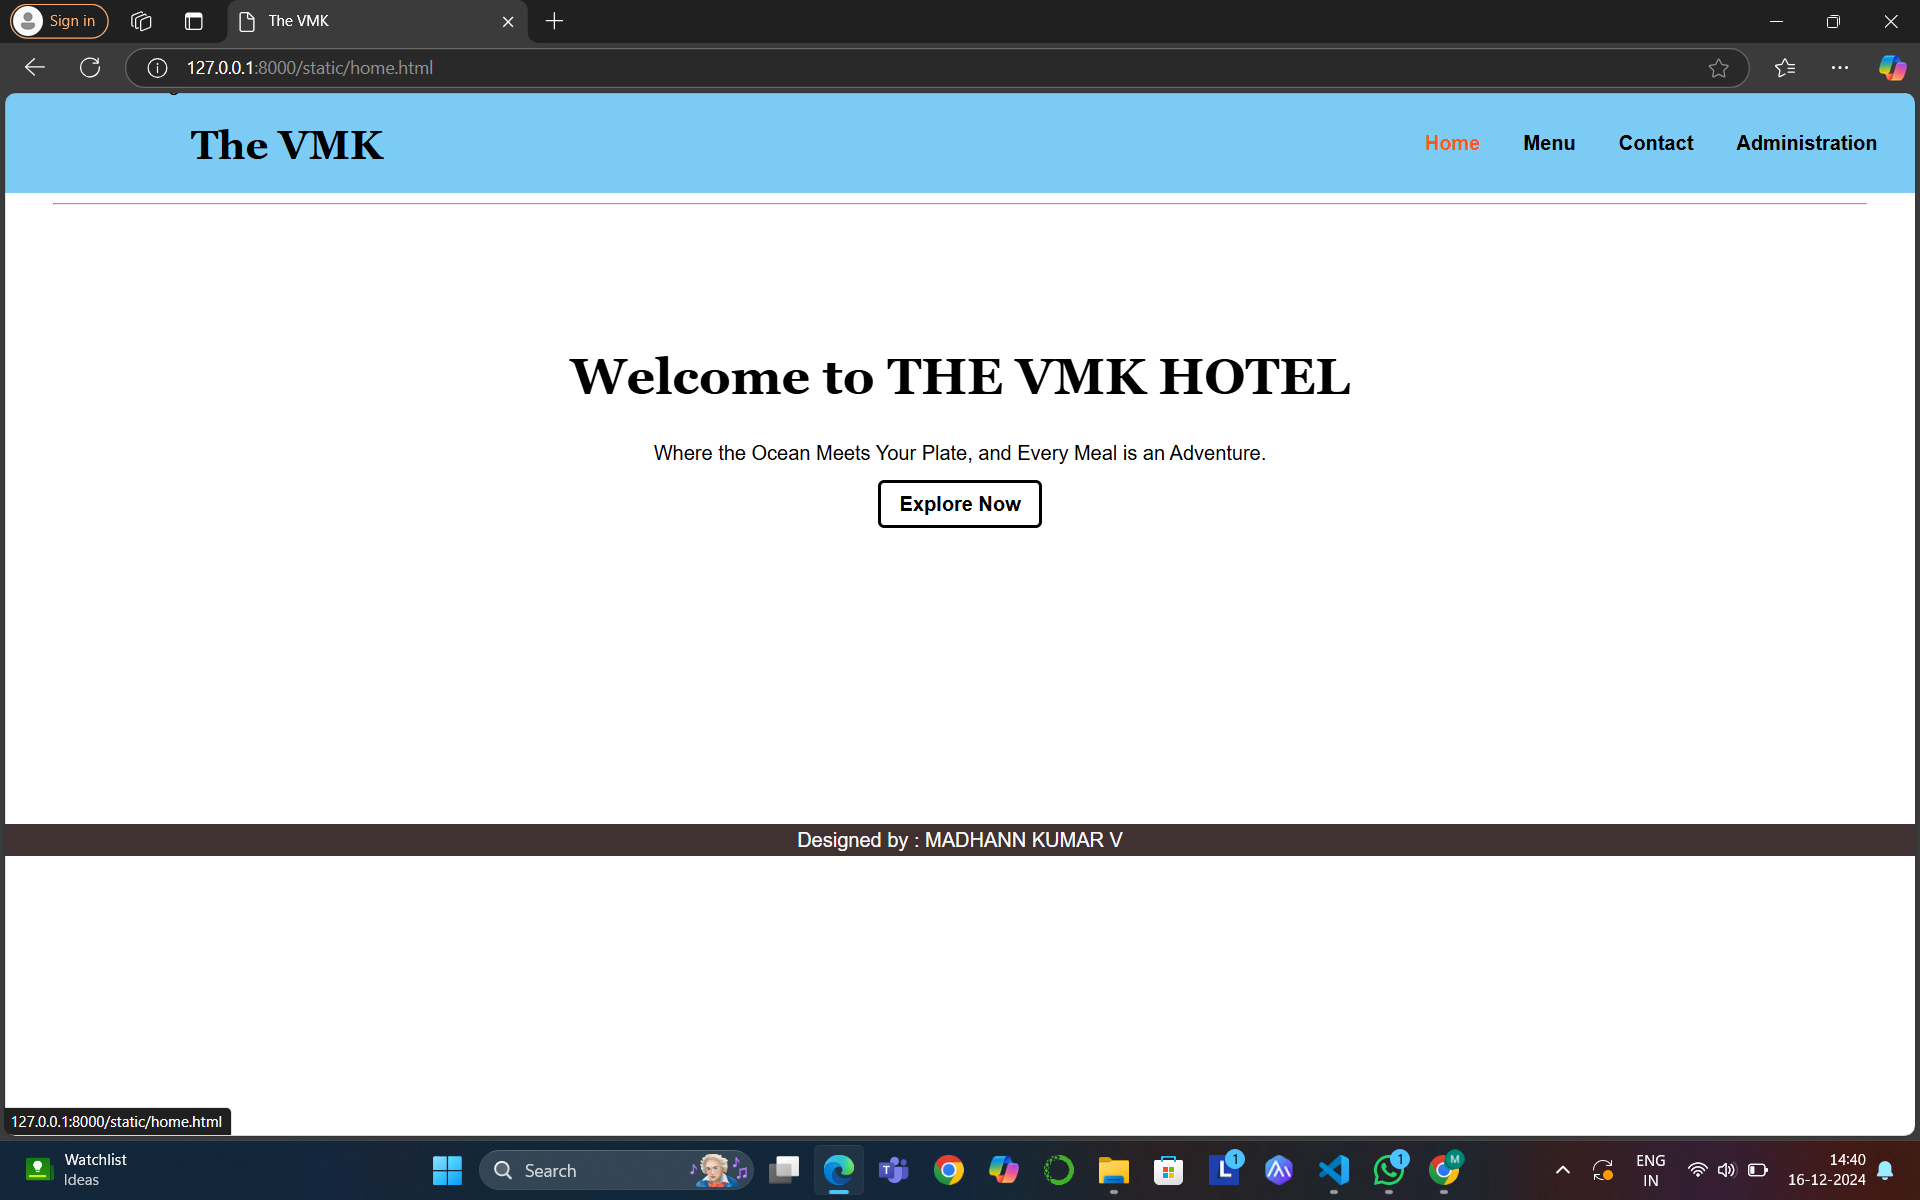 Sign in
The VMK
127.0.0.1:8000/static/home.html
The VMK
Home Menu Contact Administration
Welcome to THE VMK HOTEL
Where the Ocean Meets Your Plate, and Every Meal is an Adventure.
Explore Now
Designed by : MADHANN KUMAR V
127.0.0.1:8000/static/home.html
Watchlist
Ideas
Search
T
L
1
1
M
ENG
IN
14:40
16-12-2024